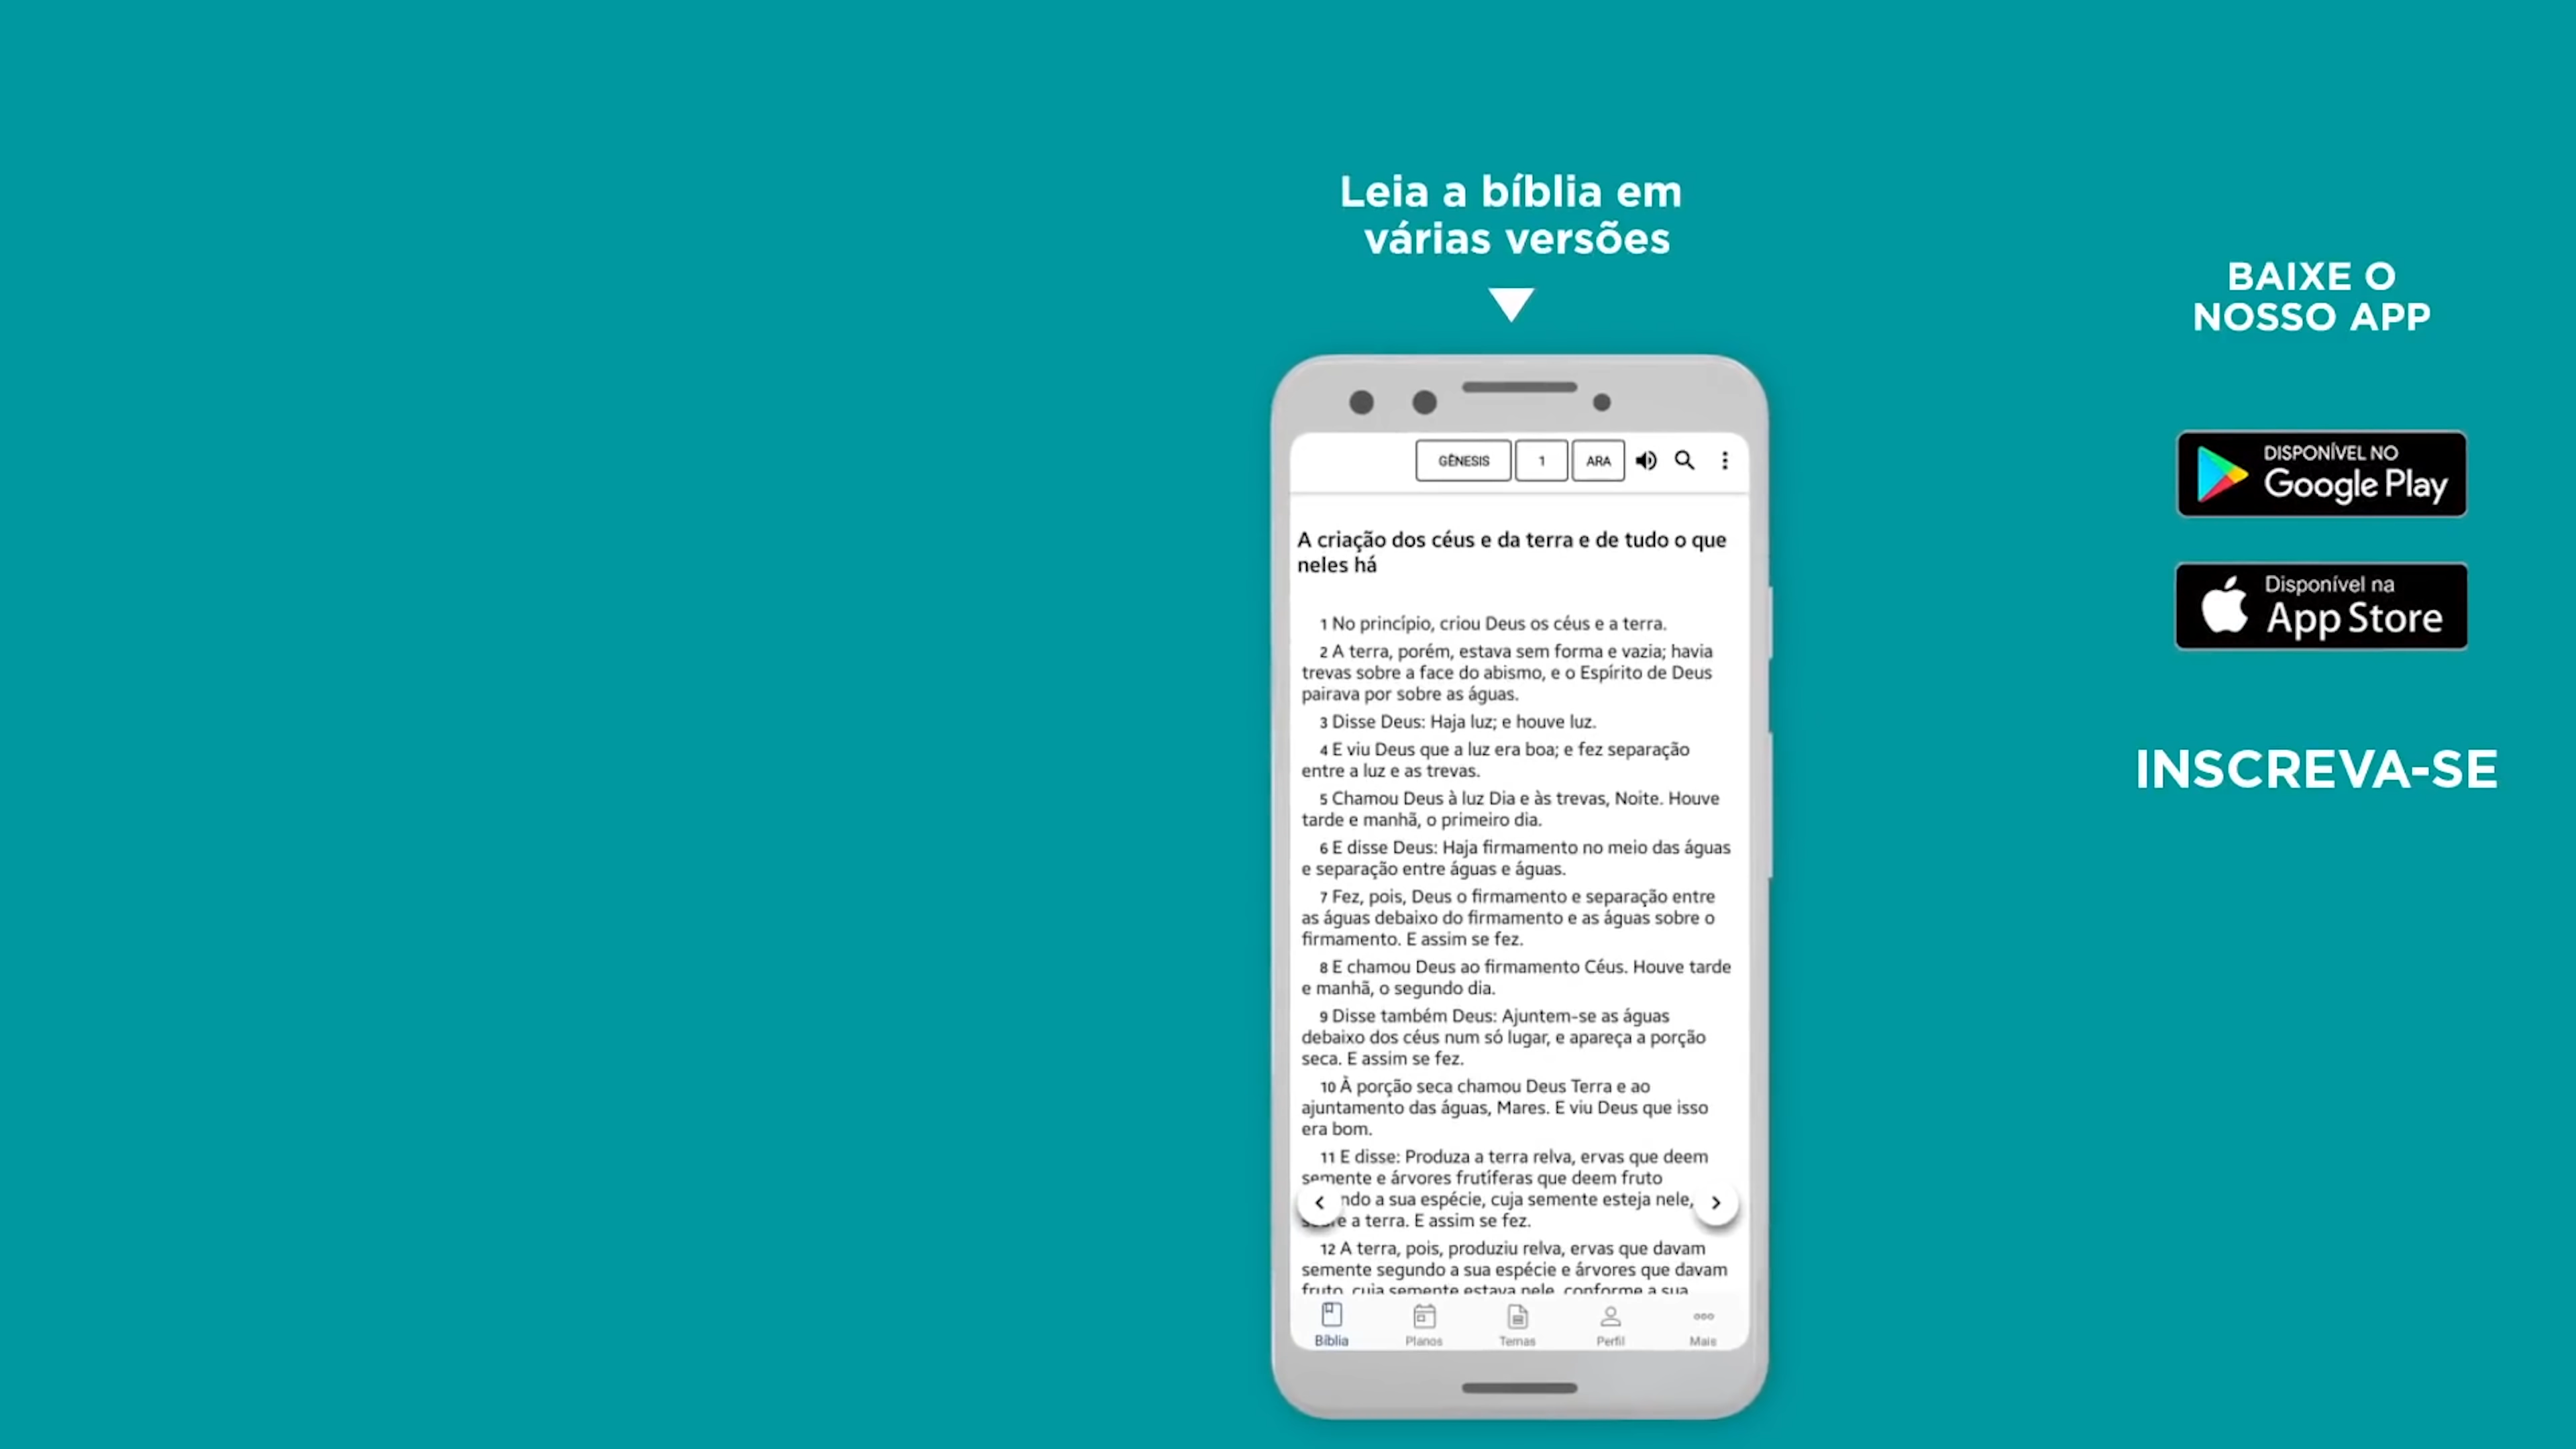 Leia a bíblia em
várias versões
GÊNESIS 1 ARA
A criação dos céus e da terra e de tudo o que
neles há
1 No princípio, criou Deus os céus e a terra.
2 A terra, porém, estava sem forma e vazia; havia
trevas sobre a face do abismo, e o Espírito de Deus
pairava por sobre as águas.
3 Disse Deus: Haja luz; e houve luz.
4 E viu Deus que a luz era boa; e fez separação
entre a luz e as trevas.
5 Chamou Deus à luz Dia e às trevas, Noite. Houve
tarde e manhã, o primeiro dia.
6 E disse Deus: Haja firmamento no meio das águas
e separação entre águas e águas.
7 Fez, pois, Deus o firmamento e separação entre
as águas debaixo do firmamento e as águas sobre o
firmamento. E assim se fez.
8 E chamou Deus ao firmamento Céus. Houve tarde
e manhã, o segundo dia.
9 Disse também Deus: Ajuntem-se as águas
debaixo dos céus num só lugar, e apareça a porção
seca. E assim se fez.
10 À porção seca chamou Deus Terra e ao
ajuntamento das águas, Mares. E viu Deus que isso
era bom.
11 E disse: Produza a terra relva, ervas que deem
semente e árvores frutíferas que deem fruto
a sua espécie, cuja semente esteja nele,
a terra. E assim se fez.
12 A terra, pois, produziu relva, ervas que davam
semente segundo a sua espécie e árvores que davam
fruto, cuja semente estava nele, conforme a sua
Bíblia Planos Temas Perfil Mais
BAIXE O
NOSSO APP
DISPONÍVEL NO
Google Play
Disponível na
App Store
INSCREVA-SE